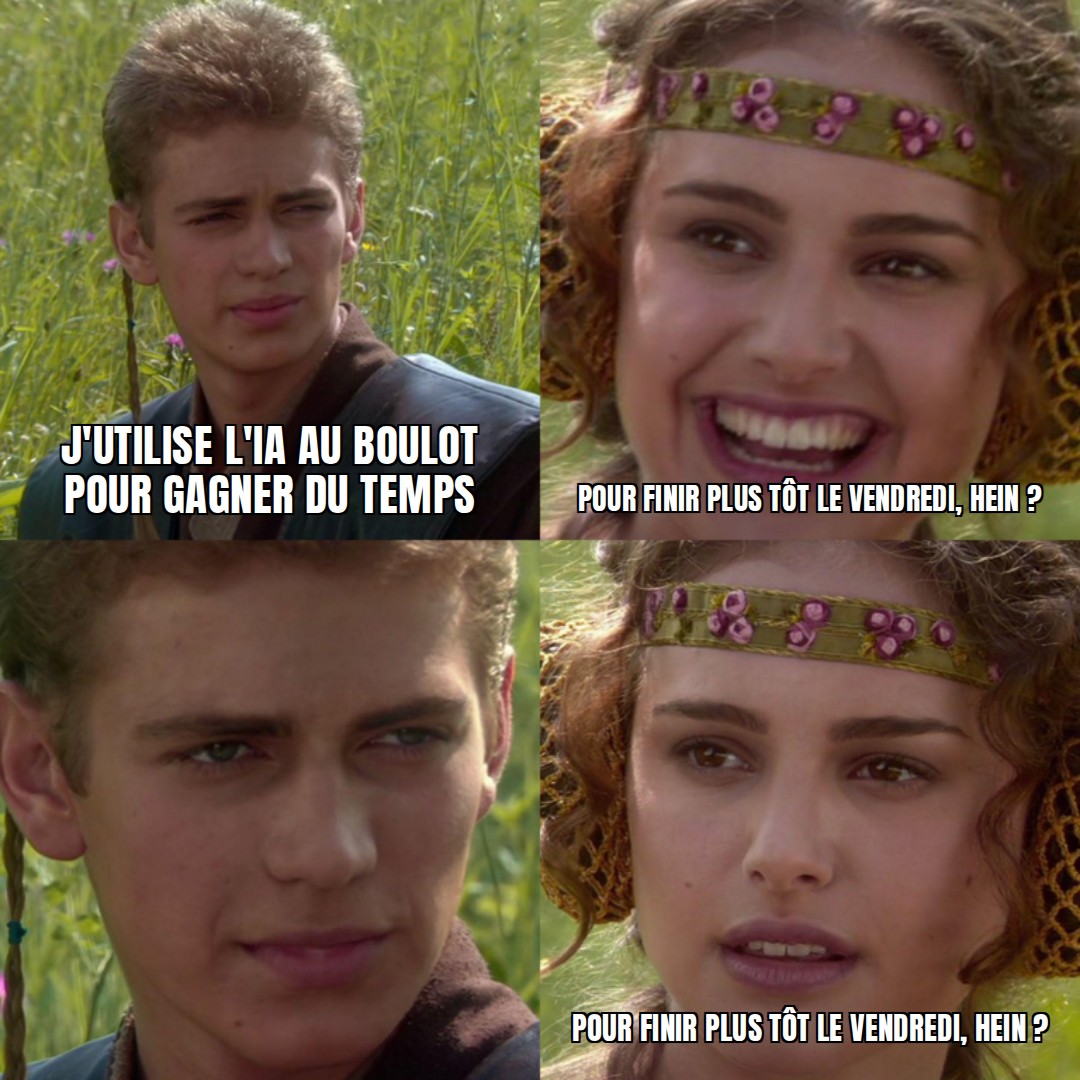 J'UTILISE L'IA AU BOULOT
POUR GAGNER DU TEMPS
POUR FINIR PLUS TÔT LE VENDREDI, HEIN ?
POUR FINIR PLUS TÔT LE VENDREDI, HEIN ?